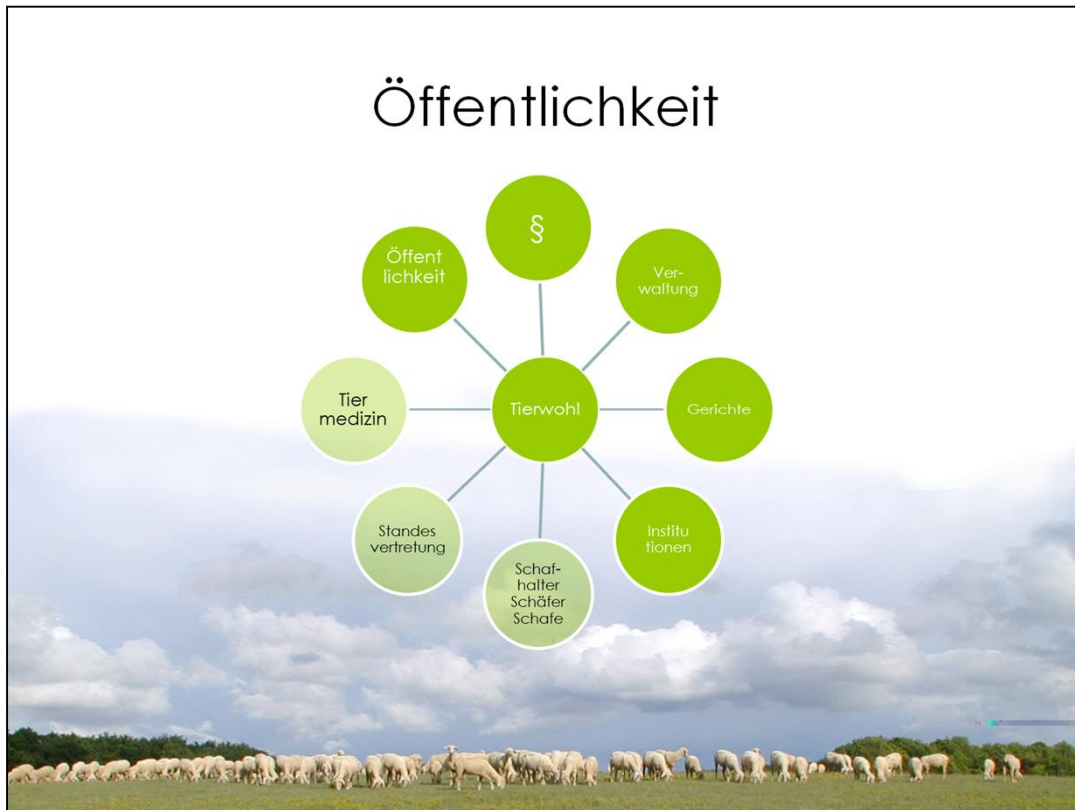 Öffentlichkeit
§
Öffent
lichkeit
Ver-
waltung
Tier
medizin
Tierwohl
Gerichte
Standes
vertretung
Institu
tionen
Schaf-
halter
Schäfer
Schafe